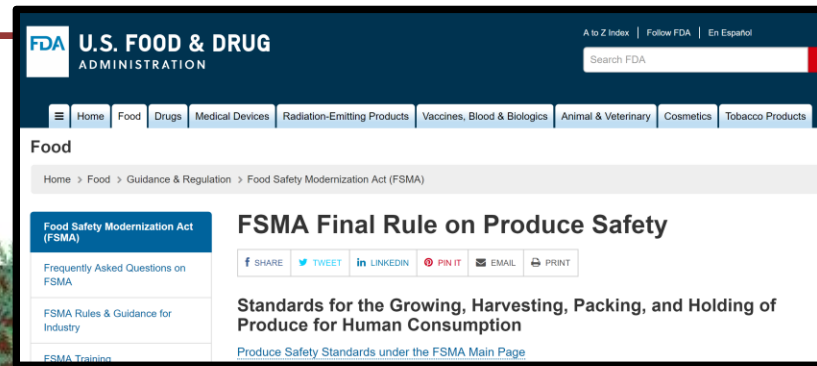 FDA U.S. FOOD & DRUG
ADMINISTRATION
A to Z Index | Follow FDA | En Español
Search FDA
Home Food Drugs Medical Devices Radiation-Emitting Products Vaccines, Blood & Biologics Animal & Veterinary Cosmetics Tobacco Products
Food
Home > Food > Guidance & Regulation > Food Safety Modernization Act (FSMA)
Food Safety Modernization Act
(FSMA)
Frequently Asked Questions on
FSMA
FSMA Rules & Guidance for
Industry
FSMA Training
FSMA Final Rule on Produce Safety
SHARE TWEET LINKEDIN PIN IT EMAIL PRINT
Standards for the Growing, Harvesting, Packing, and Holding of
Produce for Human Consumption
Produce Safety Standards under the FSMA Main Page